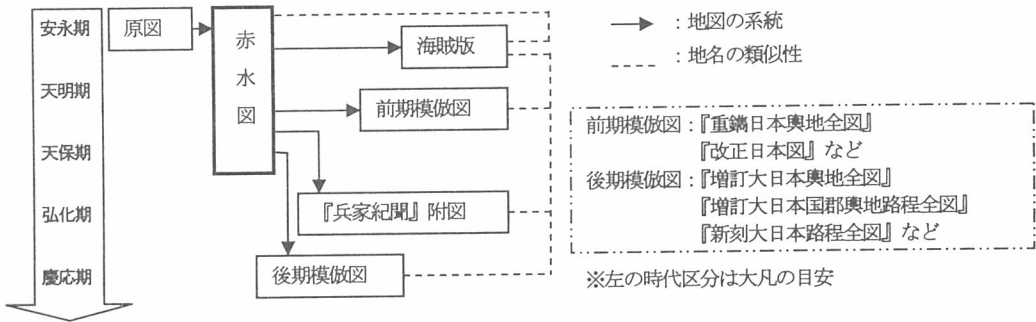 安永期
天明期
天保期
弘化期
慶応期
原図
赤水図
海賊版
前期模倣図
『兵家紀聞』附図
後期模倣図
：地図の系統
：地名の類似性
前期模倣図：『重鐫日本輿地全図』
『改正日本図』など
後期模倣図：『増訂大日本輿地全図』
『増訂大日本国郡輿地路程全図』
『新刻大日本路程全図』など
※左の時代区分は大凡の目安